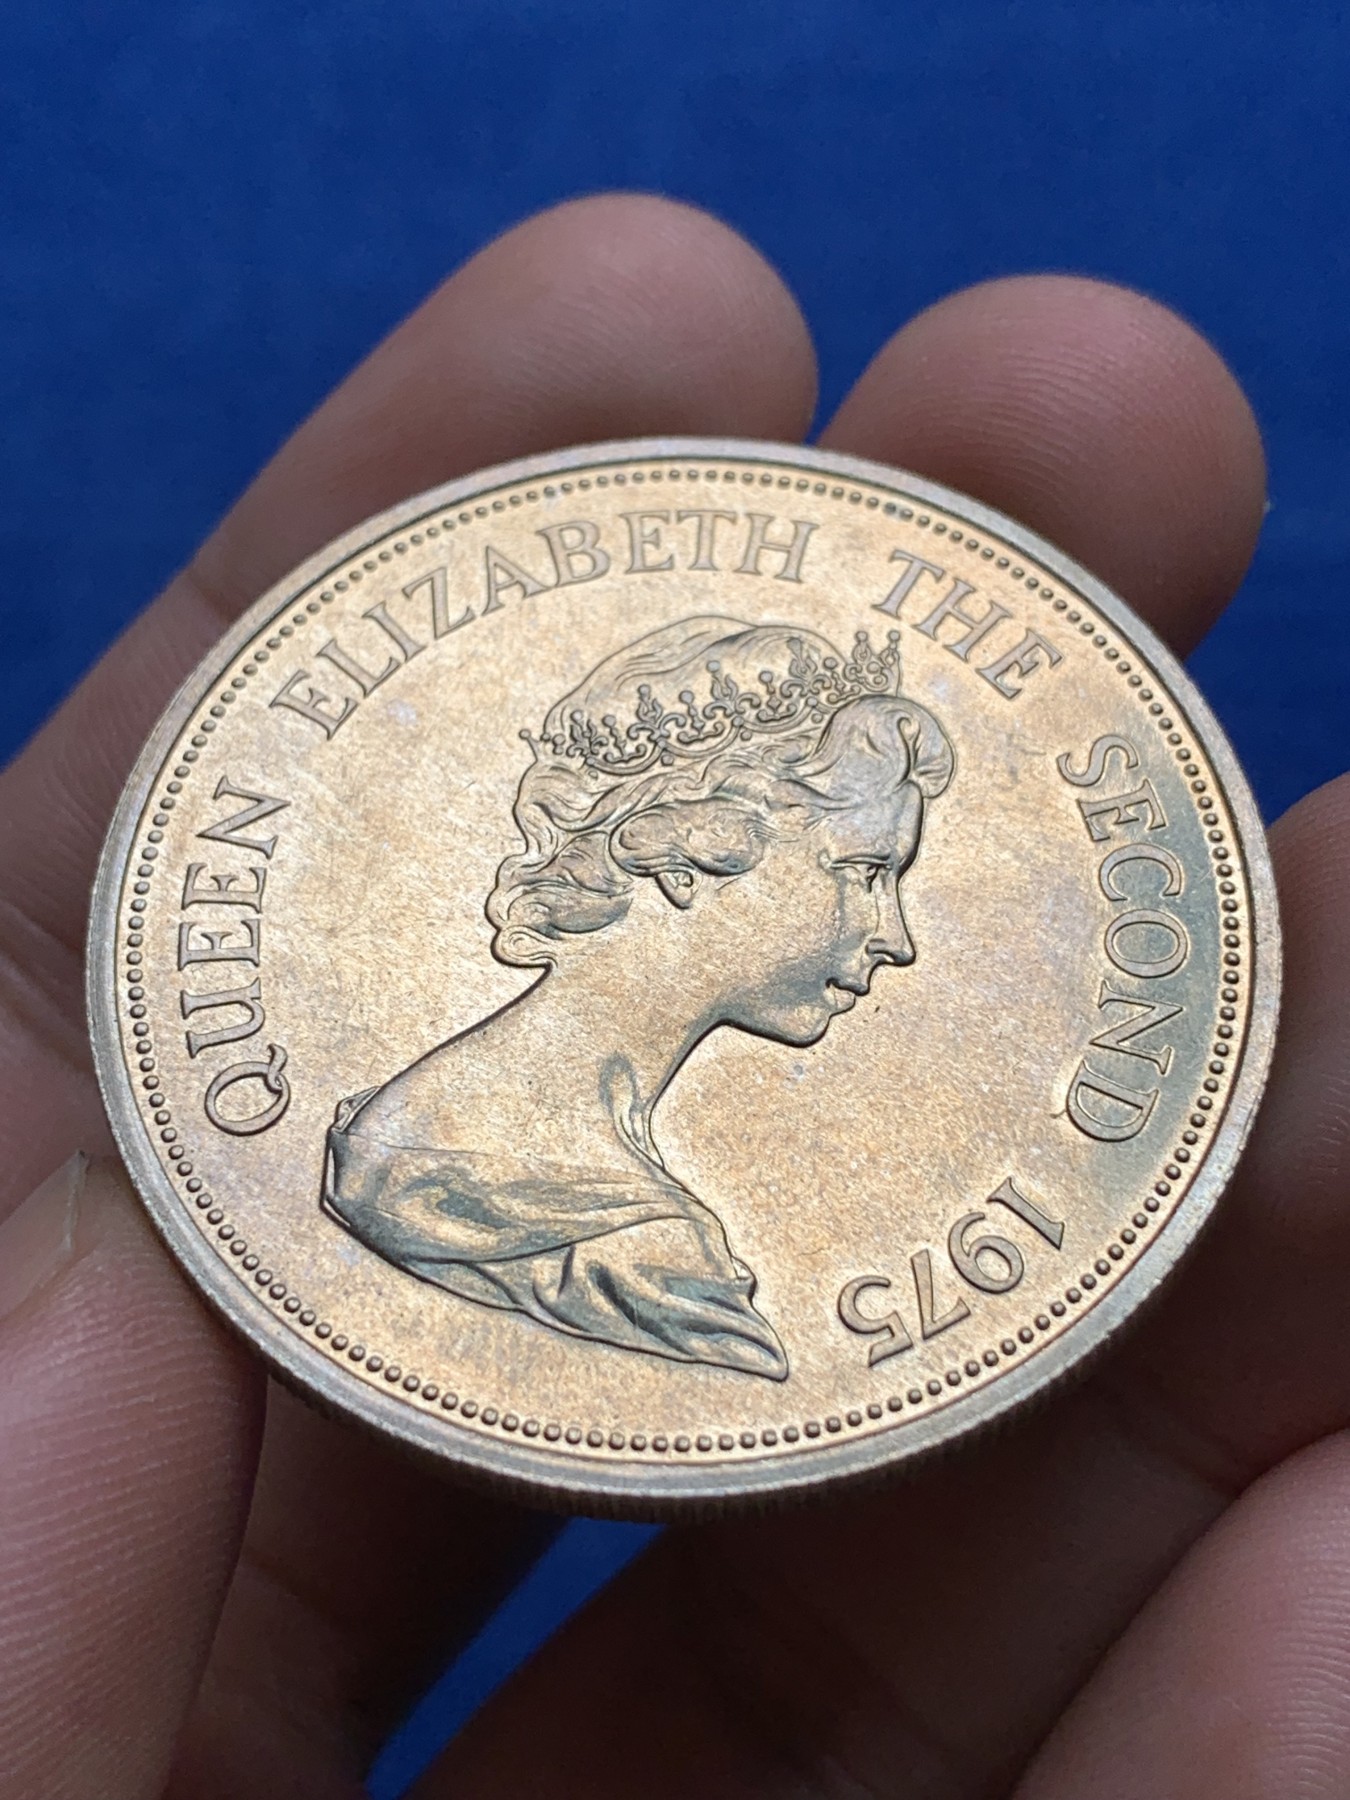 QUEEN ELIZABETH THE SECOND 1975